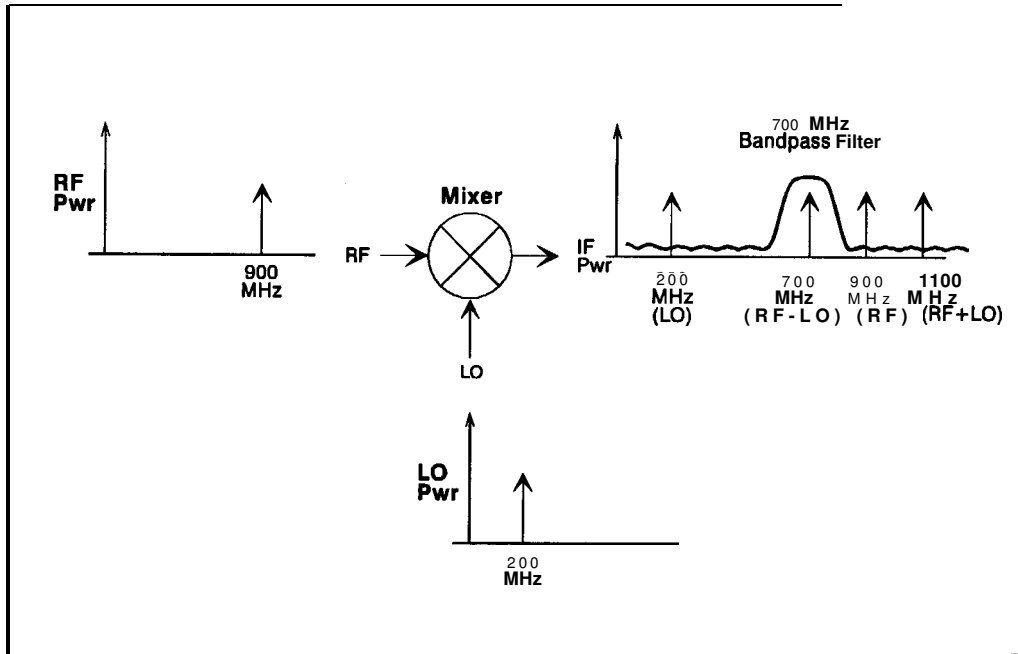 RF
Pwr
900
MHz
Mixer
RF
LO
LO
Pwr
200
MHz
700 MHz
Bandpass Filter
IF
Pwr
200
MHz
(LO)
700
MHz
(RF-LO)
900
MHz
(RF)
1100
MHz
(RF+LO)